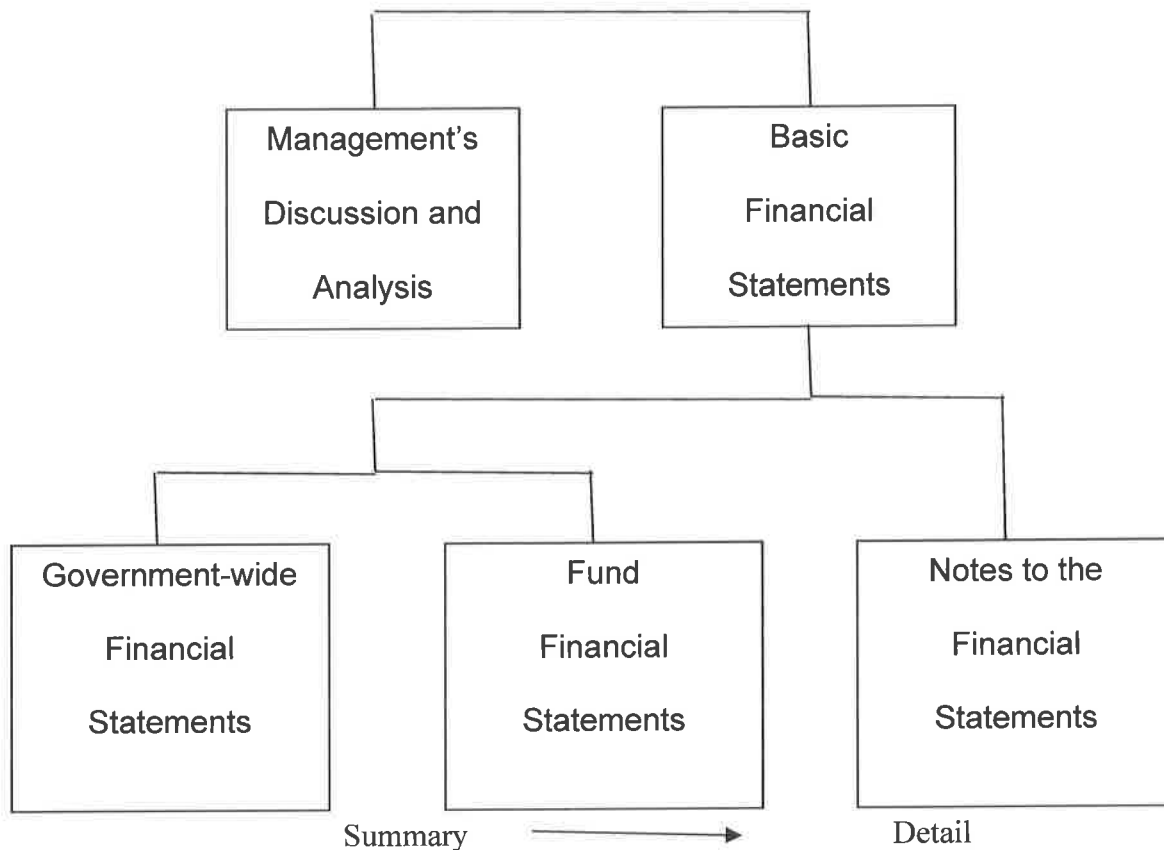 Management's
Discussion and
Analysis
Basic
Financial
Statements
Government-wide
Financial
Statements
Fund
Financial
Statements
Notes to the
Financial
Statements
Summary
Detail